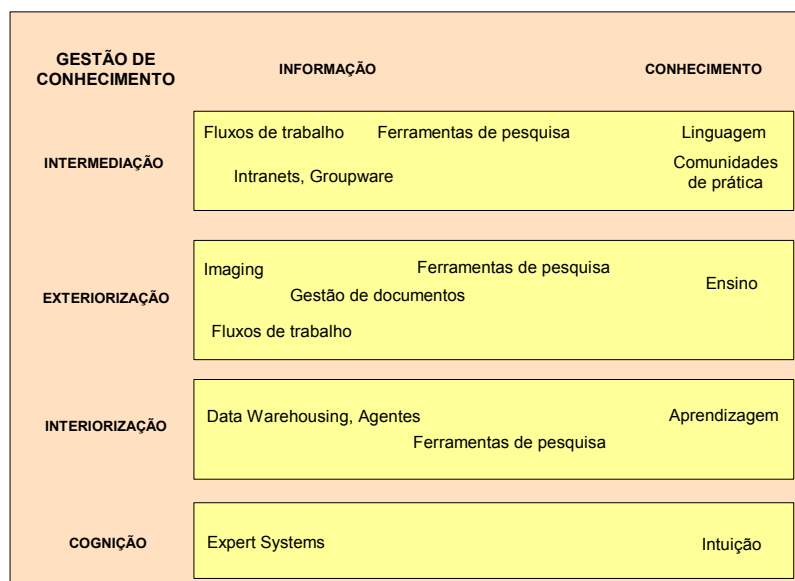 GESTÃO DE
CONHECIMENTO
INFORMAÇÃO
CONHECIMENTO
INTERMEDIAÇÃO
Fluxos de trabalho
Ferramentas de pesquisa
Linguagem
Intranets, Groupware
Comunidades
de prática
EXTERIORIZAÇÃO
Imaging
Ferramentas de pesquisa
Gestão de documentos
Ensino
Fluxos de trabalho
INTERIORIZAÇÃO
Data Warehousing, Agentes
Aprendizagem
Ferramentas de pesquisa
COGNIÇÃO
Expert Systems
Intuição